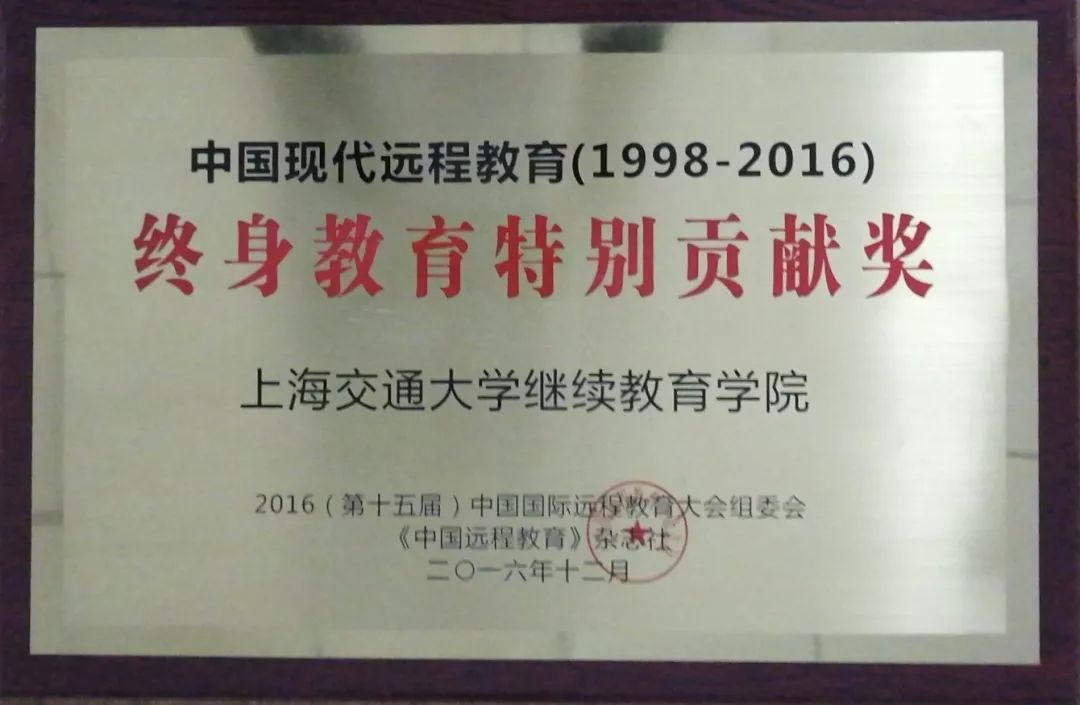 中国现代远程教育(1998-2016)
终身教育特别贡献奖
上海交通大学继续教育学院
2016（第十五届）中国国际远程教育大会组委会
《中国远程教育》杂志社
二〇一六年十二月